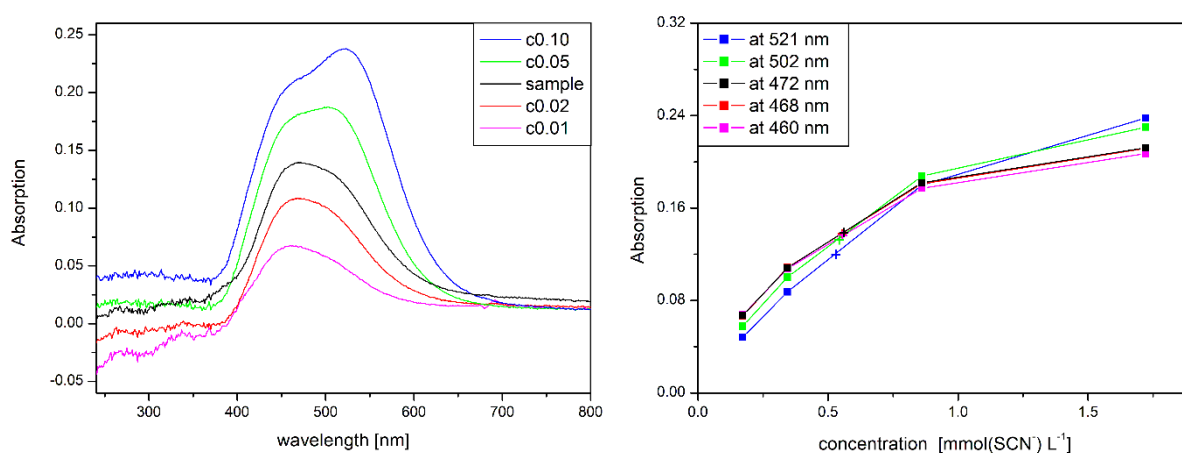 0.25
0.20
0.15
0.10
0.05
0.00
-0.05
Absorption
c0.10
c0.05
sample
c0.02
c0.01
300
400
500
600
700
800
wavelength [nm]
0.32
0.24
0.16
0.08
0.00
Absorption
at 521 nm
at 502 nm
at 472 nm
at 468 nm
at 460 nm
0.0
0.5
1.0
1.5
concentration [mmol(SCN⁻) L⁻¹]